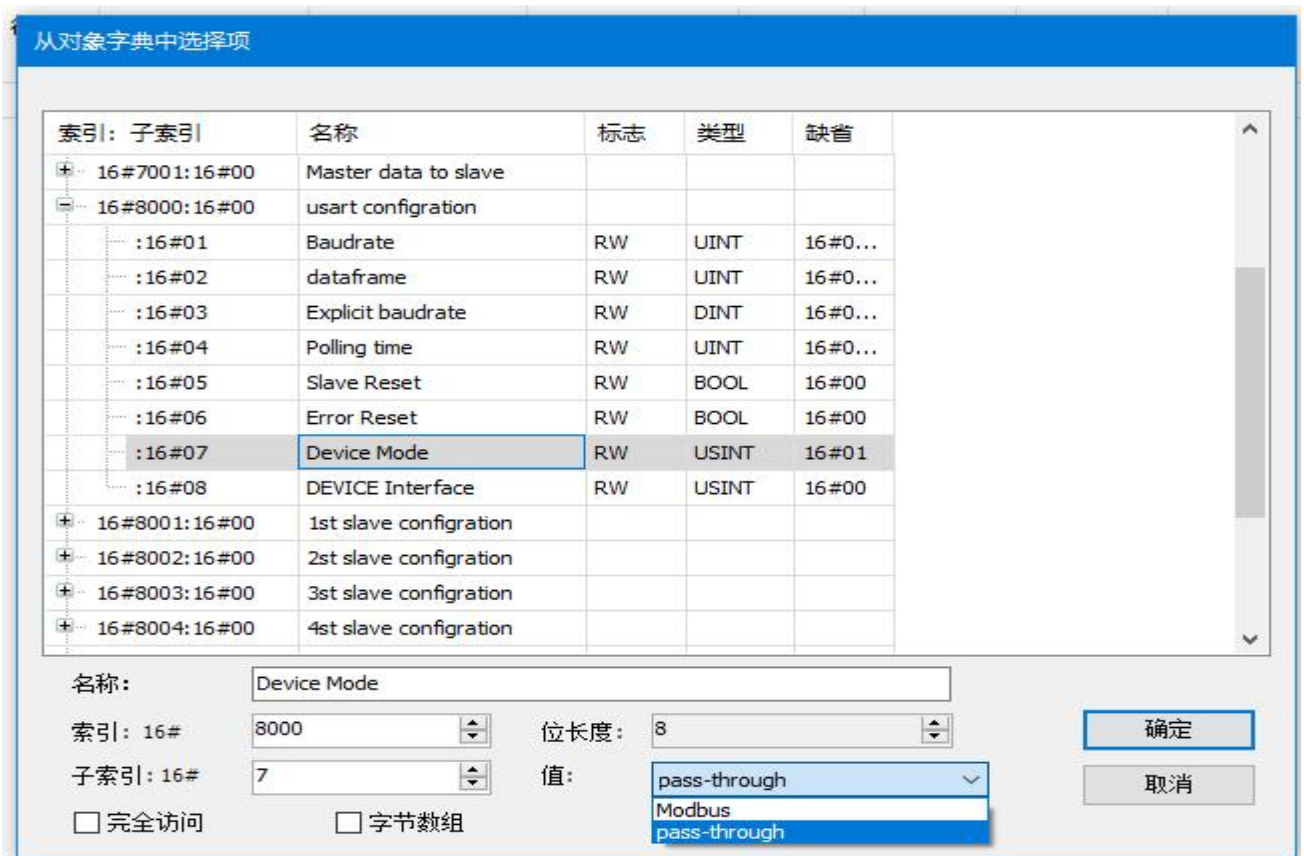 从对象字典中选择项
索引: 子索引 名称 标志 类型 缺省
16#7001:16#00 Master data to slave
16#8000:16#00 usart configration
:16#01 Baudrate RW UINT 16#0...
:16#02 dataframe RW UINT 16#0...
:16#03 Explicit baudrate RW DINT 16#0...
:16#04 Polling time RW UINT 16#0...
:16#05 Slave Reset RW BOOL 16#00
:16#06 Error Reset RW BOOL 16#00
:16#07 Device Mode RW USINT 16#01
:16#08 DEVICE Interface RW USINT 16#00
16#8001:16#00 1st slave configration
16#8002:16#00 2st slave configration
16#8003:16#00 3st slave configration
16#8004:16#00 4st slave configration
名称: Device Mode
索引: 16# 8000 位长度: 8 确定
子索引:16# 7 值: pass-through 取消
Modbus
完全访问 字节数组 pass-through